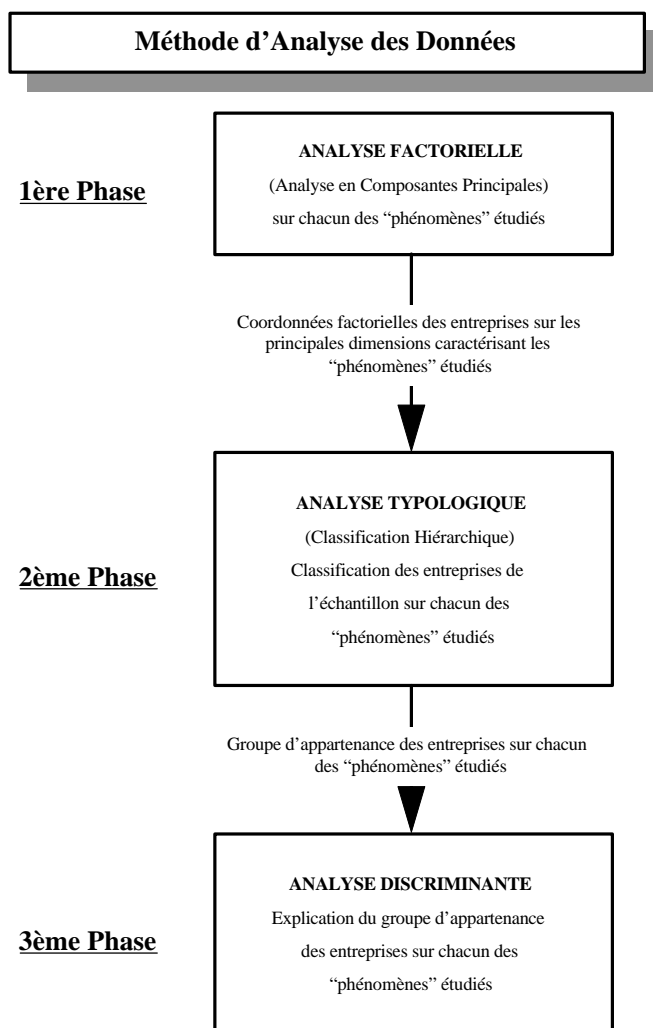 Méthode d’Analyse des Données
1ère Phase
ANALYSE FACTORIELLE
(Analyse en Composantes Principales)
sur chacun des “phénomènes” étudiés
Coordonnées factorielles des entreprises sur les
principales dimensions caractérisant les
“phénomènes” étudiés
2ème Phase
ANALYSE TYPOLOGIQUE
(Classification Hiérarchique)
Classification des entreprises de
l’échantillon sur chacun des
“phénomènes” étudiés
Groupe d’appartenance des entreprises sur chacun
des “phénomènes” étudiés
3ème Phase
ANALYSE DISCRIMINANTE
Explication du groupe d’appartenance
des entreprises sur chacun des
“phénomènes” étudiés